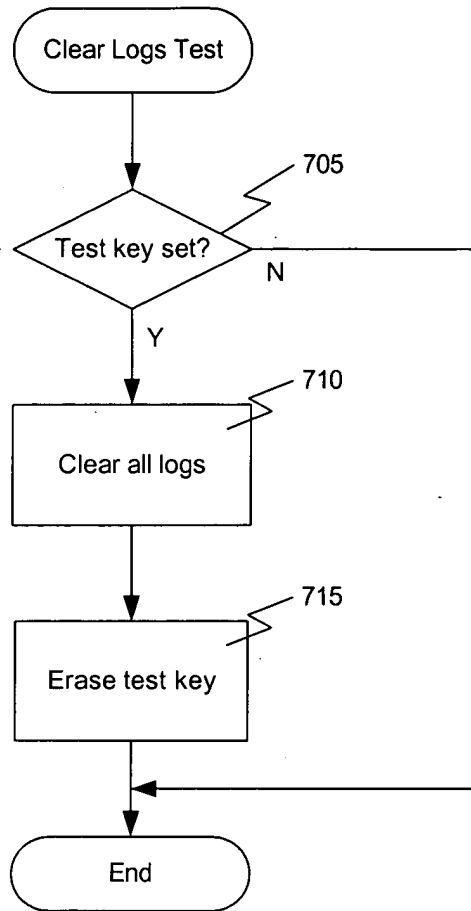 Clear Logs Test
705
Test key set?
N
Y
710
Clear all logs
715
Erase test key
End